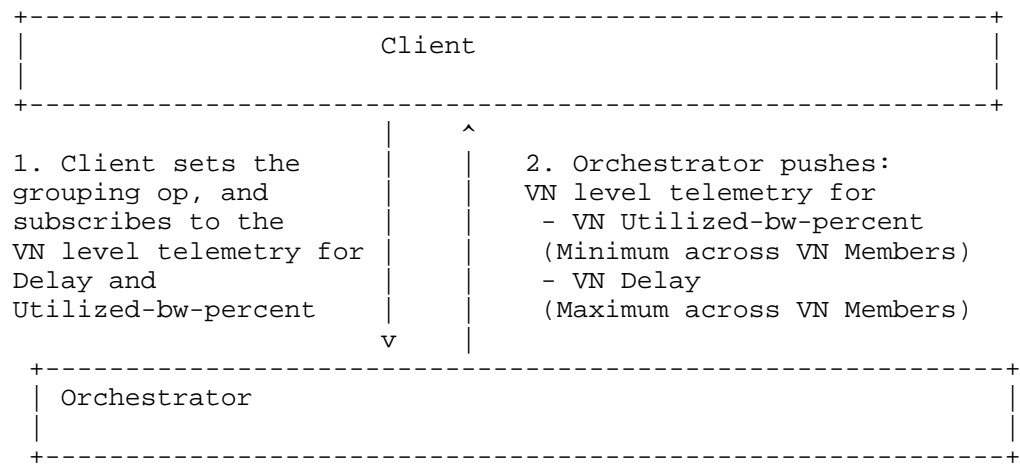 Client
1. Client sets the
grouping op, and
subscribes to the
VN level telemetry for
Delay and
Utilized-bw-percent
2. Orchestrator pushes:
VN level telemetry for
- VN Utilized-bw-percent
(Minimum across VN Members)
- VN Delay
(Maximum across VN Members)
Orchestrator